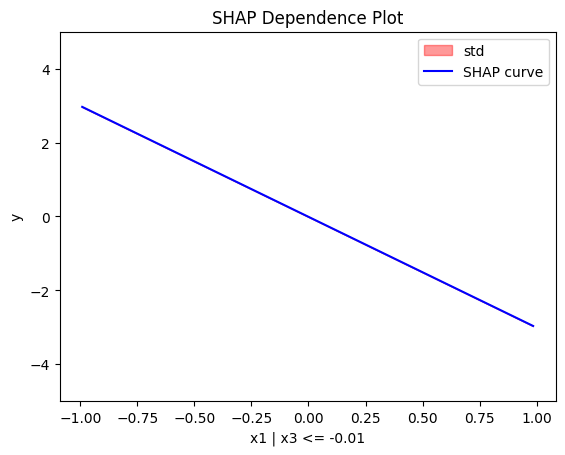 SHAP Dependence Plot
std
SHAP curve
4
2
0
−2
−4
y
−1.00 −0.75 −0.50 −0.25 0.00 0.25 0.50 0.75 1.00
x1 | x3 <= -0.01